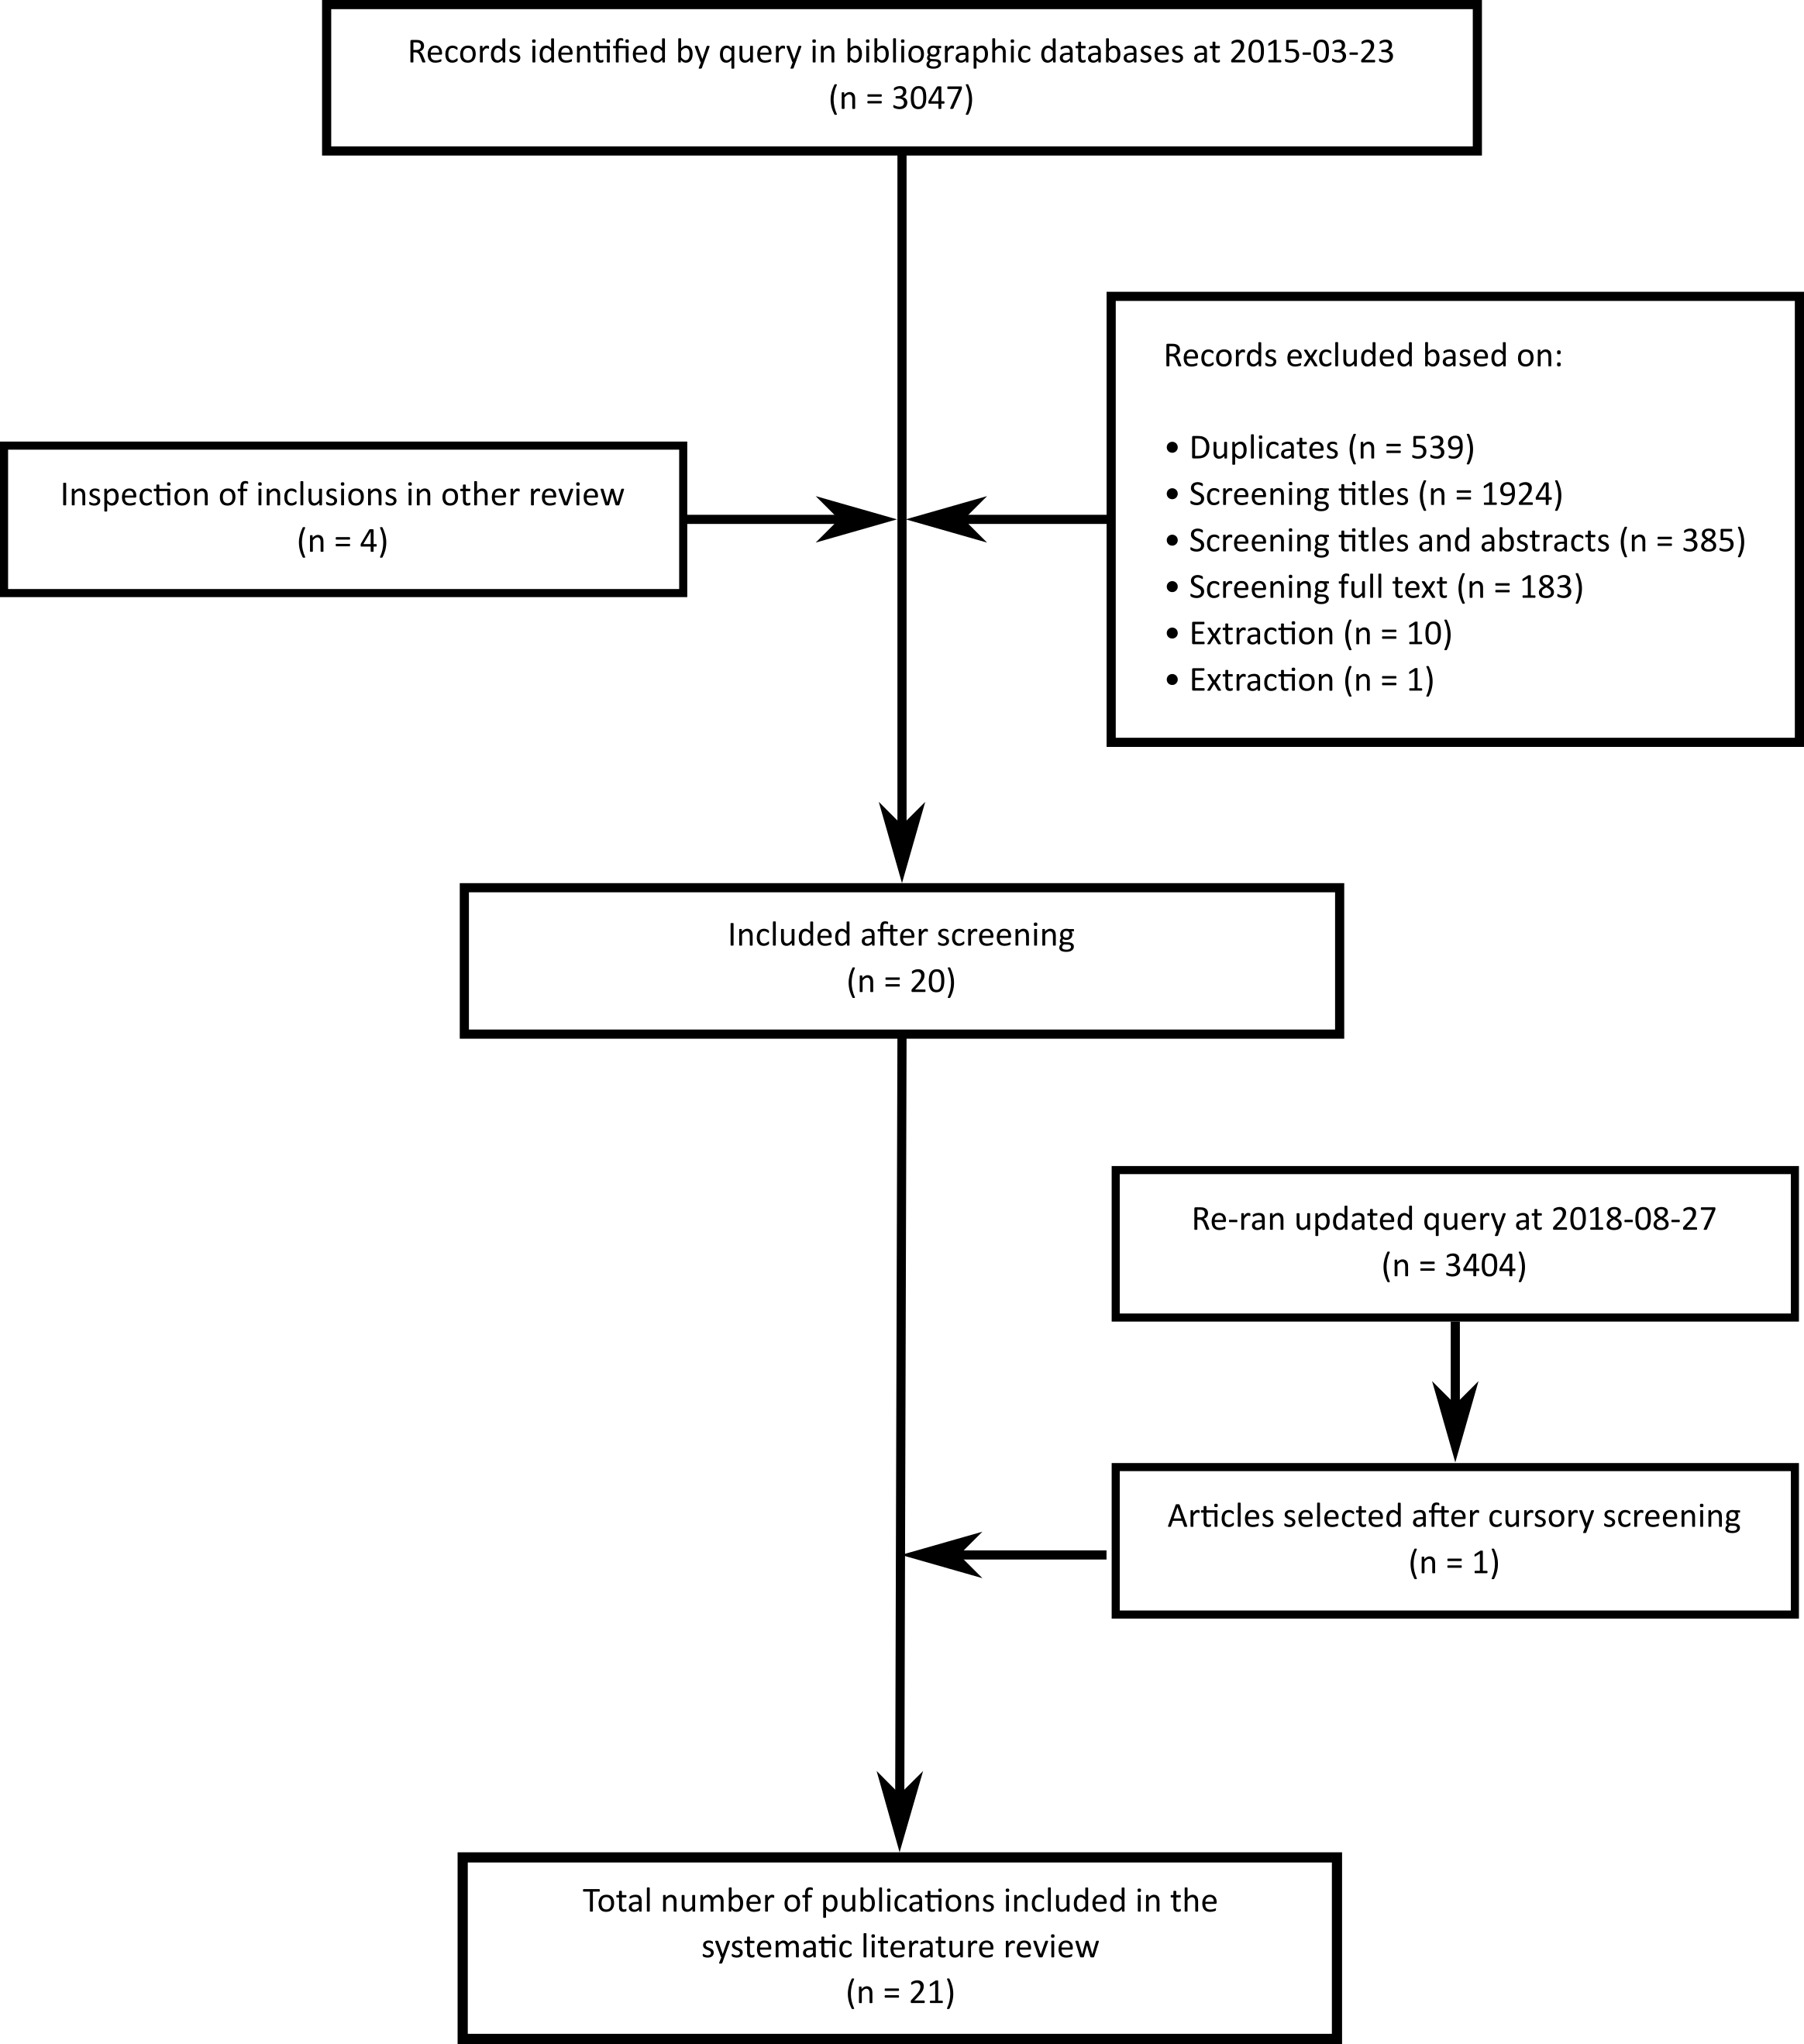 Records identified by query in bibliographic databases at 2015-03-23
(n = 3047)
Records excluded based on:
• Duplicates (n = 539)
• Screening titles (n = 1924)
• Screening titles and abstracts (n = 385)
• Screening full text (n = 183)
• Extraction (n = 10)
• Extraction (n = 1)
Inspection of inclusions in other review
(n = 4)
Included after screening
(n = 20)
Re-ran updated query at 2018-08-27
(n = 3404)
Articles selected after cursory screening
(n = 1)
Total number of publications included in the
systematic literature review
(n = 21)